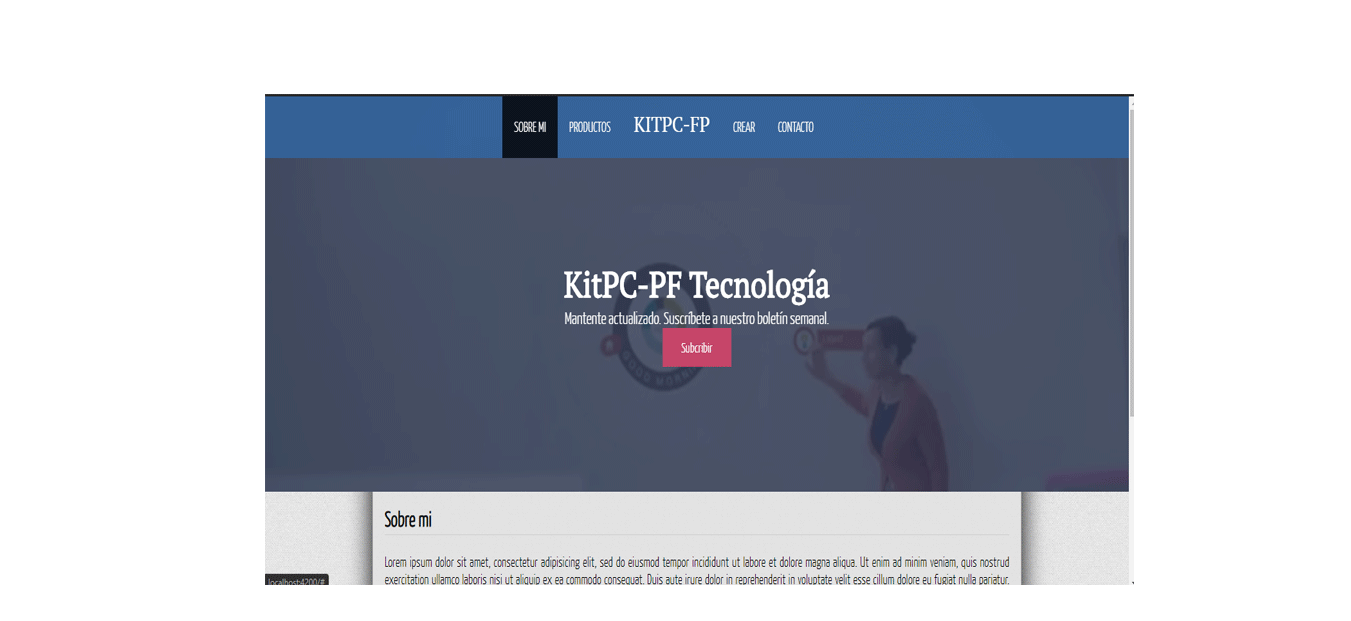 SOBRE MI PRODUCTOS KITPC-FP CREAR CONTACTO
KitPC-PF Tecnología
Mantente actualizado. Suscríbete a nuestro boletín semanal.
Subcribir
GOOD MORNIN
Sobre mi
Lorem ipsum dolor sit amet, consectetur adipisicing elit, sed do eiusmod tempor incididunt ut labore et dolore magna aliqua. Ut enim ad minim veniam, quis nostrud
exercitation ullamco laboris nisi ut aliquip ex ea commodo consequat. Duis aute irure dolor in reprehenderit in voluptate velit esse cillum dolore eu fugiat nulla pariatur.
localhost:4200/#